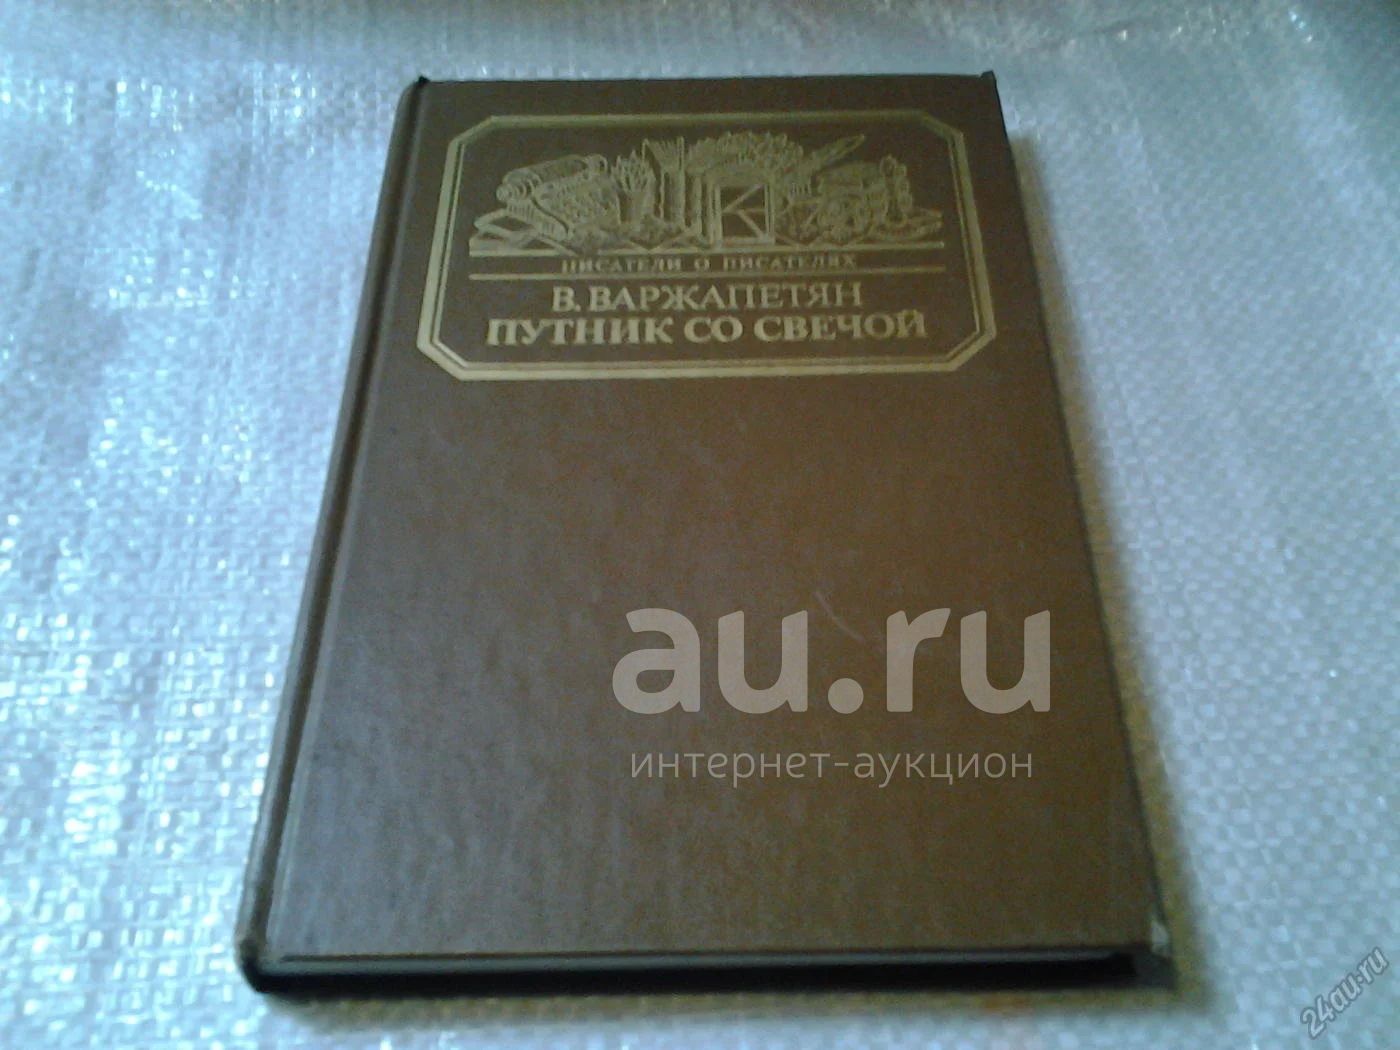 ПИСАТЕЛИ О ПИСАТЕЛЯХ
В. ВАРЖАПЕТЯН
ПУТНИК СО СВЕЧОЙ
au.ru
интернет-аукцион
24au.ru